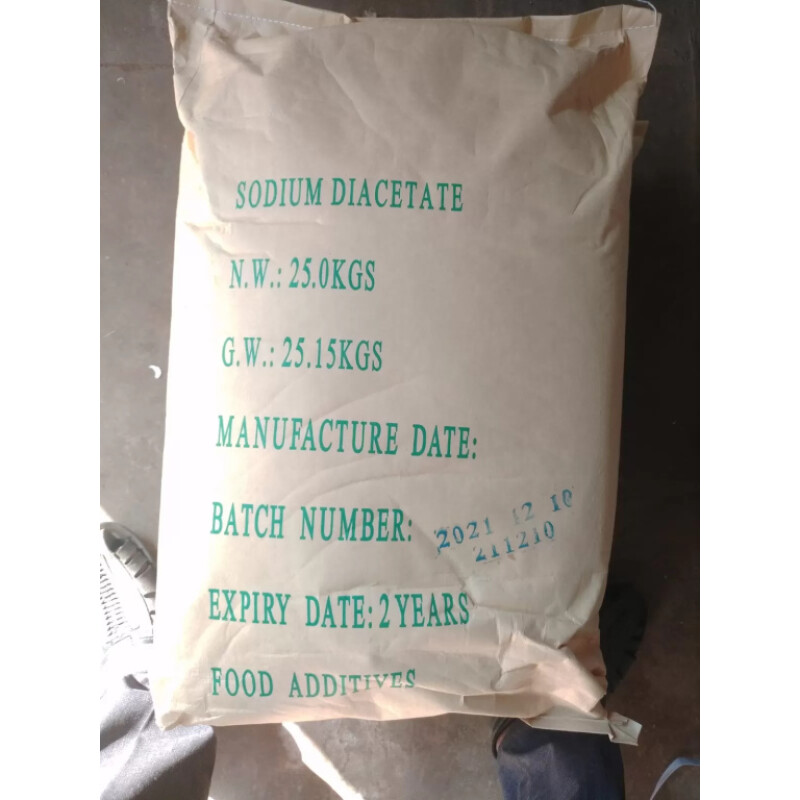 SODIUM DIACETATE
N.W.: 25.0KGS
G.W.: 25.15KGS
MANUFACTURE DATE:
2021 12 10
BATCH NUMBER:
211210
EXPIRY DATE: 2 YEARS
FOOD ADDITIVES